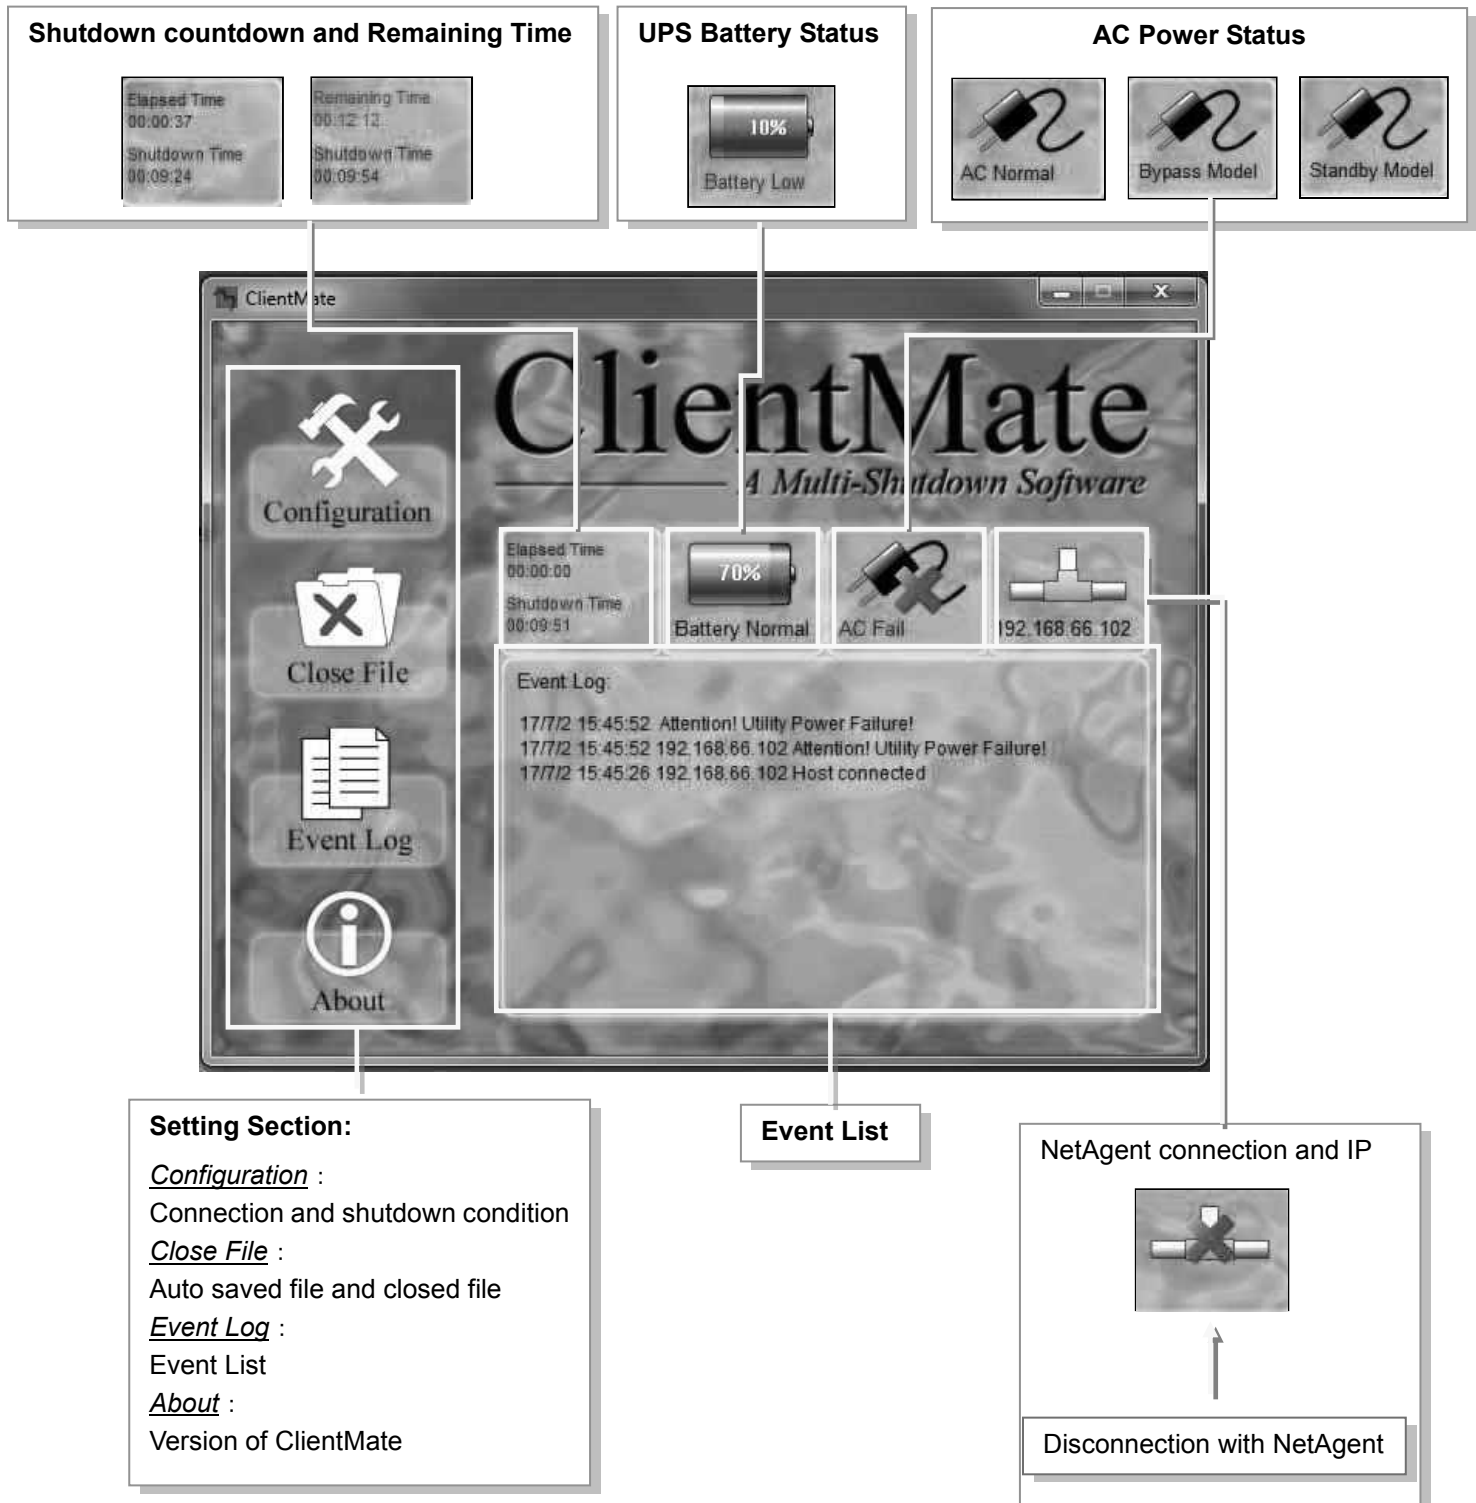 Shutdown countdown and Remaining Time
Elapsed Time
00:00:37
Shutdown Time
00:09:24
Remaining Time
00:12:12
Shutdown Time
00:09:54
UPS Battery Status
10%
Battery Low
AC Power Status
AC Normal
Bypass Model
Standby Model
ClientMate
ClientMate
A Multi-Shutdown Software
Configuration
Close File
Event Log
About
Elapsed Time
00:00:00
Shutdown Time
00:09:51
70%
Battery Normal
AC Fail
192.168.66.102
Event Log:
17/7/2 15:45:52 Attention! Utility Power Failure!
17/7/2 15:45:52 192.168.66.102 Attention! Utility Power Failure!
17/7/2 15:45:26 192.168.66.102 Host connected
Setting Section:
Configuration :
Connection and shutdown condition
Close File :
Auto saved file and closed file
Event Log :
Event List
About :
Version of ClientMate
Event List
NetAgent connection and IP
Disconnection with NetAgent